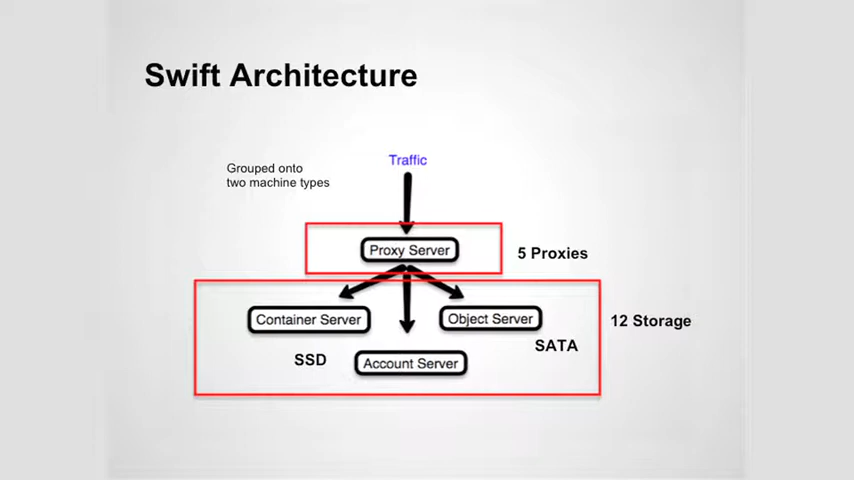 Swift Architecture
Traffic
Grouped onto
two machine types
Proxy Server
5 Proxies
Container Server
Object Server
12 Storage
SATA
SSD
Account Server